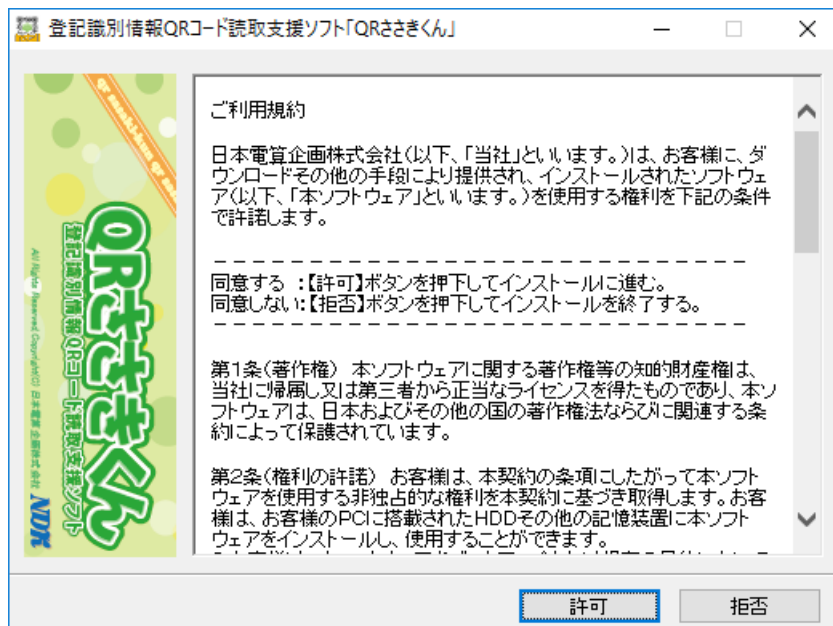 登記識別情報QRコード読取支援ソフト「QRささきくん」
qr sasaki-kun
QRささきくん
登記識別情報QRコード読取支援ソフト
All Rights Reserved, Copyright(C) 日本電算企画株式会社 NDK
ご利用規約
日本電算企画株式会社(以下、「当社」といいます。)は、お客様に、ダ
ウンロードその他の手段により提供され、インストールされたソフトウェ
ア(以下、「本ソフトウェア」といいます。)を使用する権利を下記の条件
で許諾します。
－－－－－－－－－－－－－－－－－－－－－－－－－－－
同意する ：【許可】ボタンを押下してインストールに進む。
同意しない：【拒否】ボタンを押下してインストールを終了する。
－－－－－－－－－－－－－－－－－－－－－－－－－－－
第1条(著作権) 本ソフトウェアに関する著作権等の知的財産権は、
当社に帰属し又は第三者から正当なライセンスを得たものであり、本ソ
フトウェアは、日本およびその他の国の著作権法ならびに関連する条
約によって保護されています。
第2条(権利の許諾) お客様は、本契約の条項にしたがって本ソフト
ウェアを使用する非独占的な権利を本契約に基づき取得します。お客
様は、お客様のPCに搭載されたHDDその他の記憶装置に本ソフト
ウェアをインストールし、使用することができます。
許可
拒否